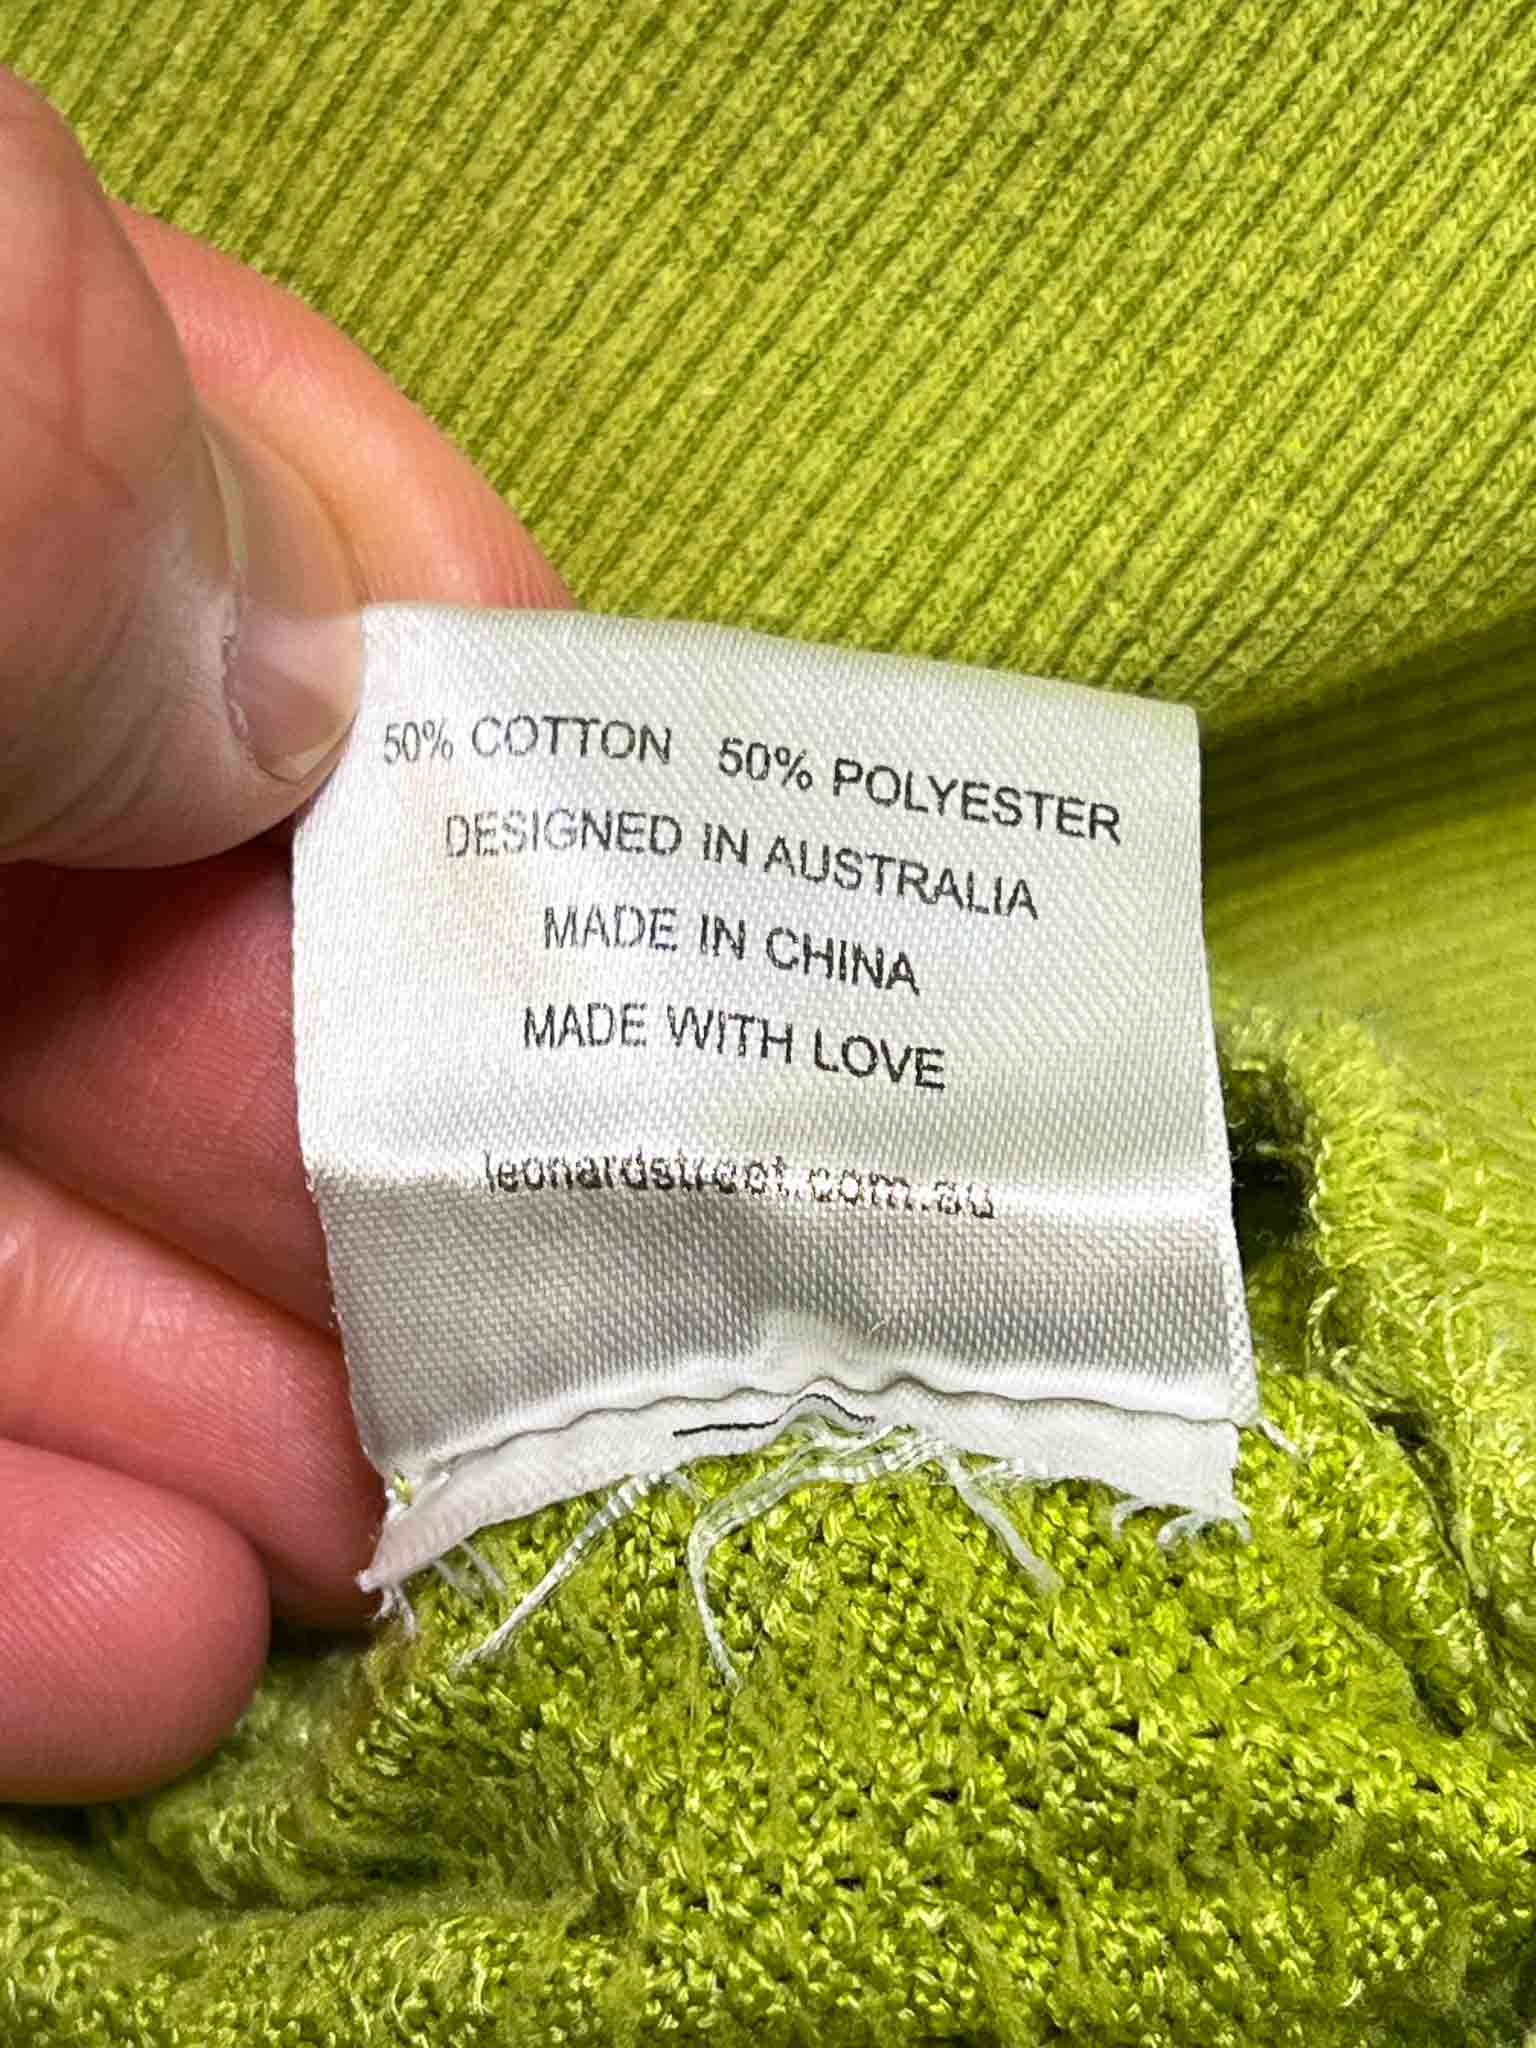 50% COTTON 50% POLYESTER
DESIGNED IN AUSTRALIA
MADE IN CHINA
MADE WITH LOVE
leonardstreet.com.au